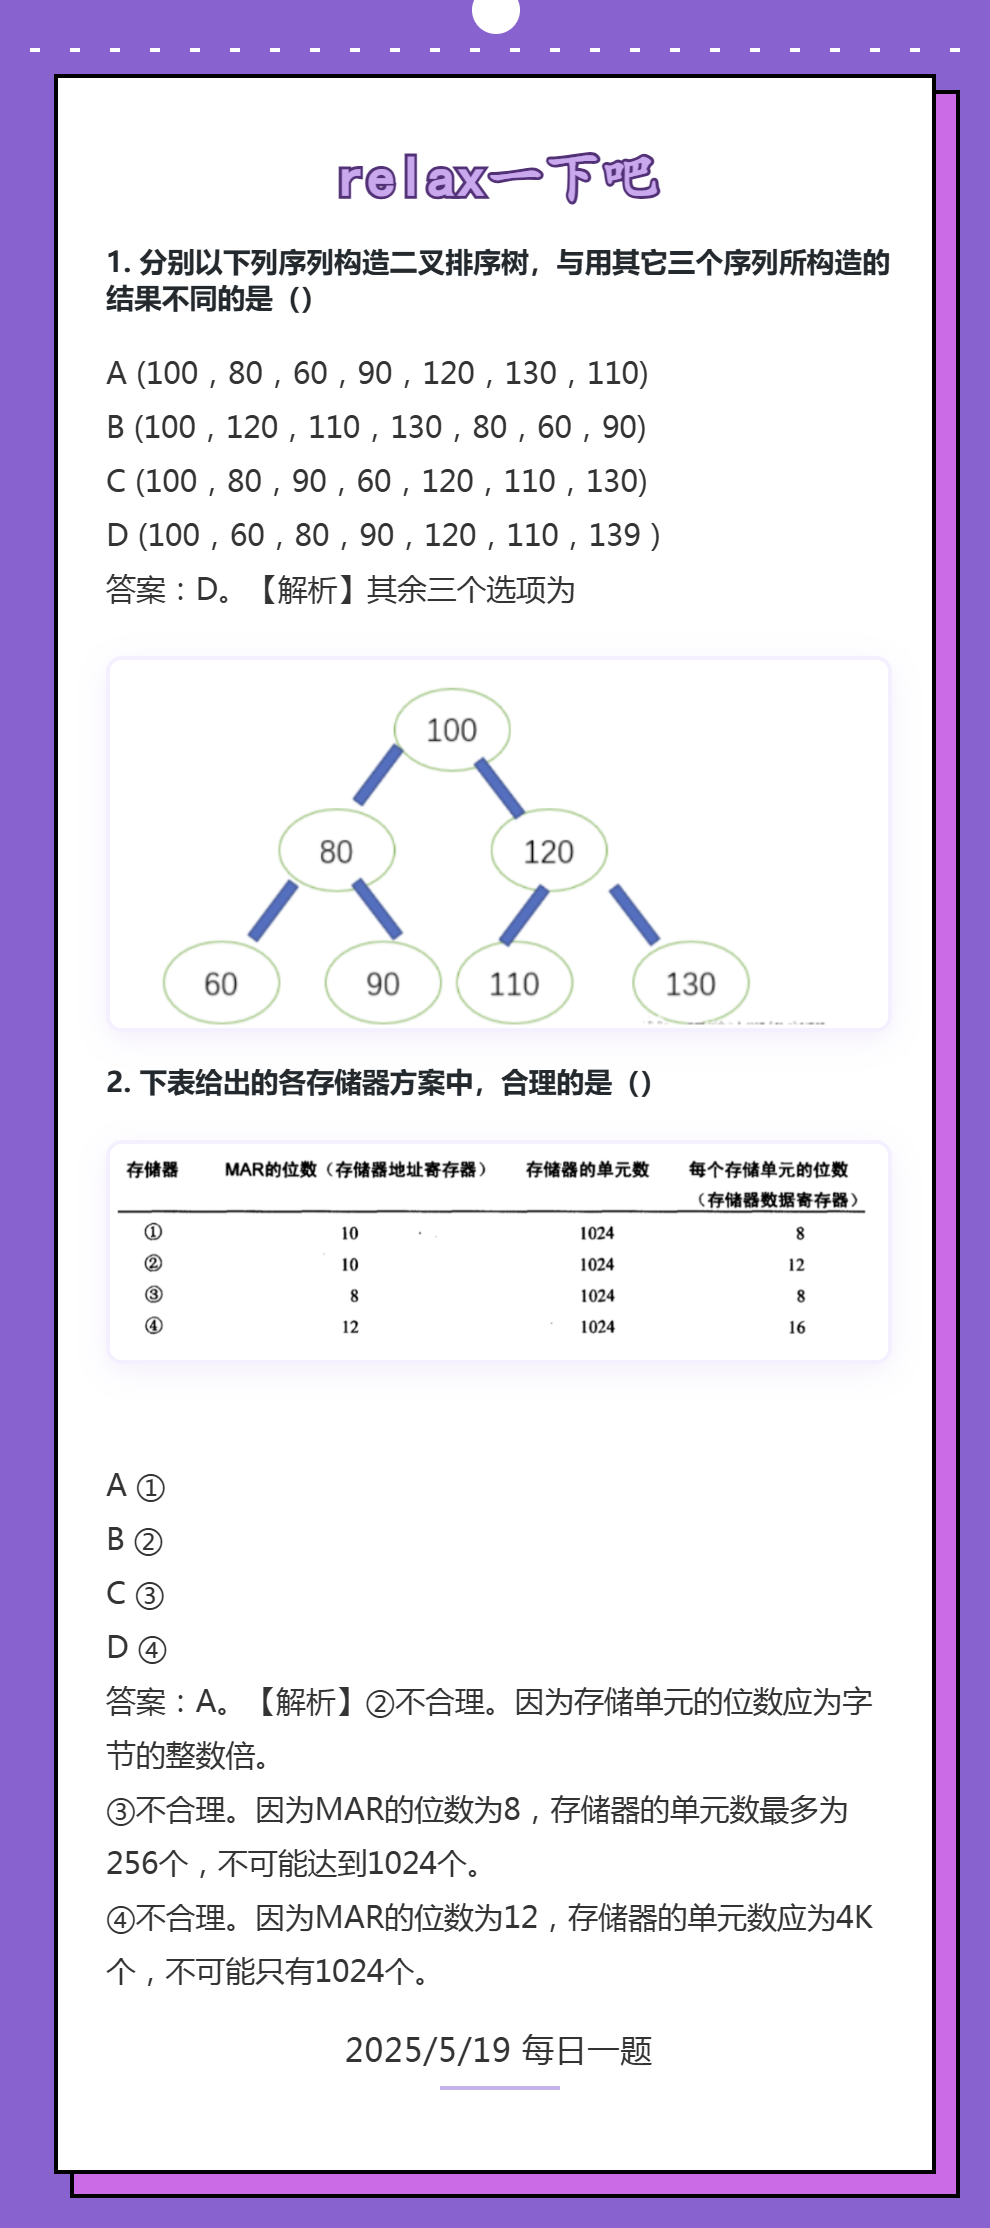 relax一下吧
1. 分别以下列序列构造二叉排序树，与用其它三个序列所构造的
结果不同的是（）
A (100，80，60，90，120，130，110)
B (100，120，110，130，80，60，90)
C (100，80，90，60，120，110，130)
D (100，60，80，90，120，110，139 )
答案：D。【解析】其余三个选项为
100
80 120
60 90 110 130
2. 下表给出的各存储器方案中，合理的是（）
存储器 MAR的位数（存储器地址寄存器） 存储器的单元数 每个存储单元的位数
（存储器数据寄存器）
① 10 1024 8
② 10 1024 12
③ 8 1024 8
④ 12 1024 16
A ①
B ②
C ③
D ④
答案：A。【解析】②不合理。因为存储单元的位数应为字
节的整数倍。
③不合理。因为MAR的位数为8，存储器的单元数最多为
256个，不可能达到1024个。
④不合理。因为MAR的位数为12，存储器的单元数应为4K
个，不可能只有1024个。
2025/5/19 每日一题